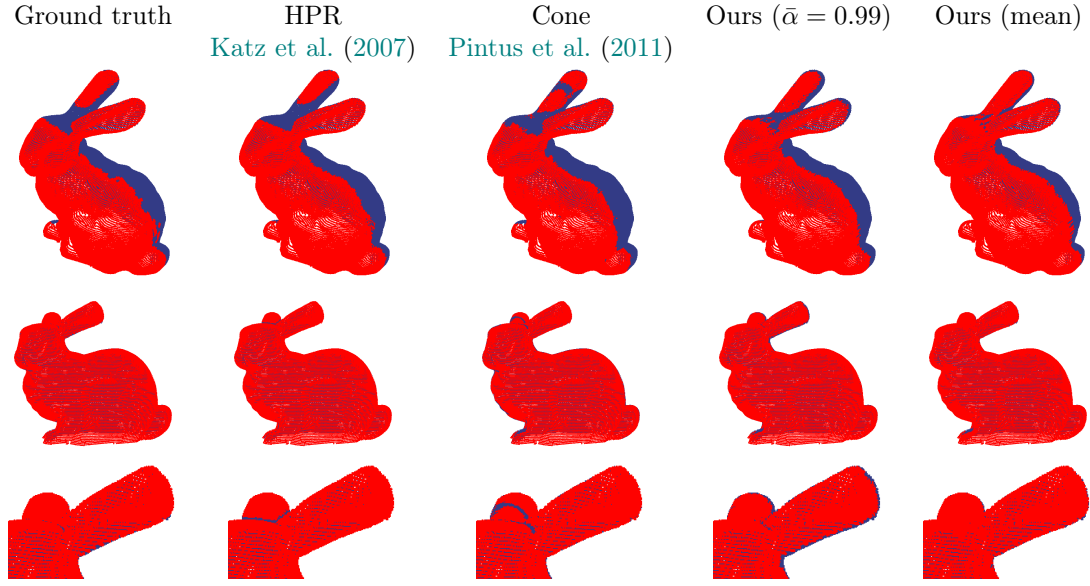 Ground truth HPR Cone Ours (ᾱ = 0.99) Ours (mean)
Katz et al. (2007) Pintus et al. (2011)